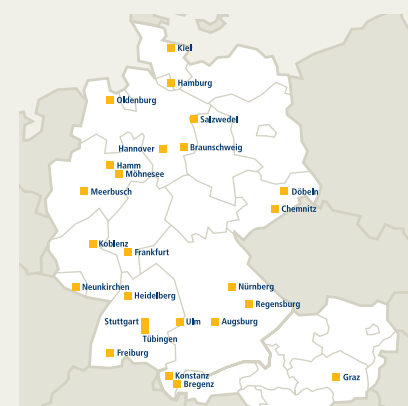 Kiel
Hamburg
Oldenburg
Salzwedel
Hannover
Braunschweig
Hamm
Möhnesee
Meerbusch
Döbeln
Chemnitz
Koblenz
Frankfurt
Neunkirchen
Heidelberg
Nürnberg
Regensburg
Stuttgart
Ulm
Augsburg
Tübingen
Freiburg
Konstanz
Bregenz
Graz